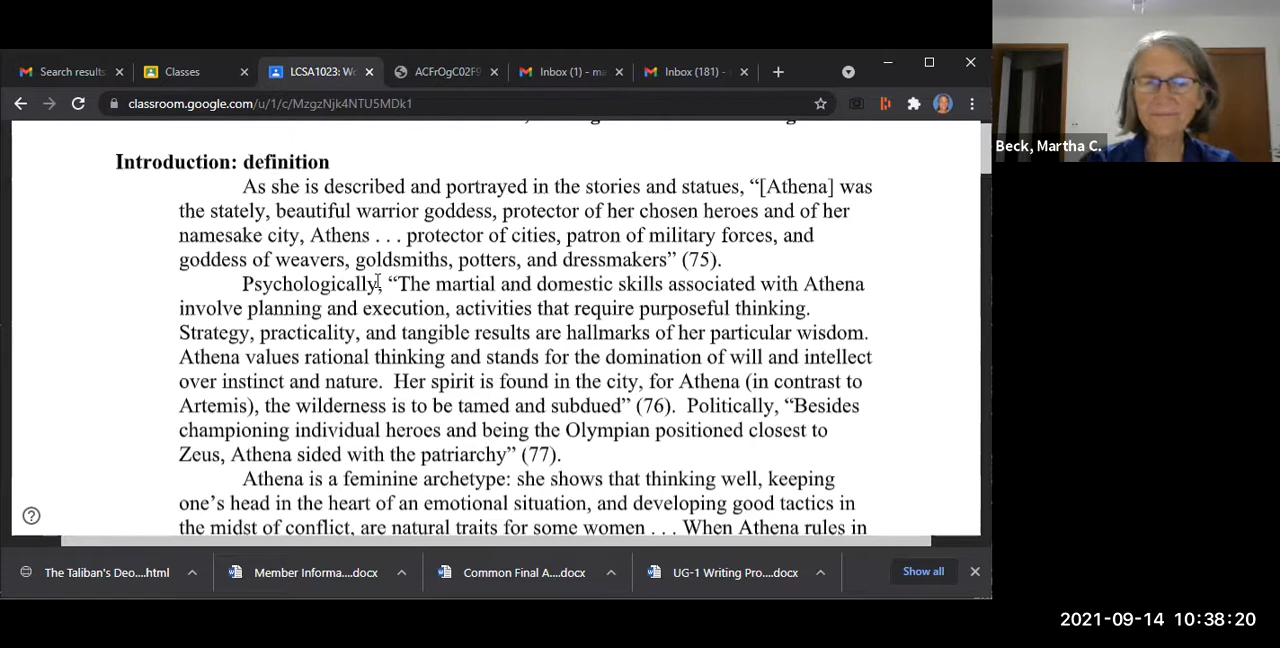 Search results
Classes
LCSA1023: Wo
ACFrOgC02F9
Inbox (1) - ma
Inbox (181) - s
classroom.google.com/u/1/c/MzgzNjk4NTU5MDk1
Beck, Martha C.
Introduction: definition
As she is described and portrayed in the stories and statues, “[Athena] was
the stately, beautiful warrior goddess, protector of her chosen heroes and of her
namesake city, Athens . . . protector of cities, patron of military forces, and
goddess of weavers, goldsmiths, potters, and dressmakers” (75).
Psychologically, “The martial and domestic skills associated with Athena
involve planning and execution, activities that require purposeful thinking.
Strategy, practicality, and tangible results are hallmarks of her particular wisdom.
Athena values rational thinking and stands for the domination of will and intellect
over instinct and nature.  Her spirit is found in the city, for Athena (in contrast to
Artemis), the wilderness is to be tamed and subdued” (76).  Politically, “Besides
championing individual heroes and being the Olympian positioned closest to
Zeus, Athena sided with the patriarchy” (77).
Athena is a feminine archetype: she shows that thinking well, keeping
one’s head in the heart of an emotional situation, and developing good tactics in
the midst of conflict, are natural traits for some women . . . When Athena rules in
The Taliban's Deo....html
Member Informa....docx
Common Final A....docx
UG-1 Writing Pro....docx
Show all
2021-09-14 10:38:20